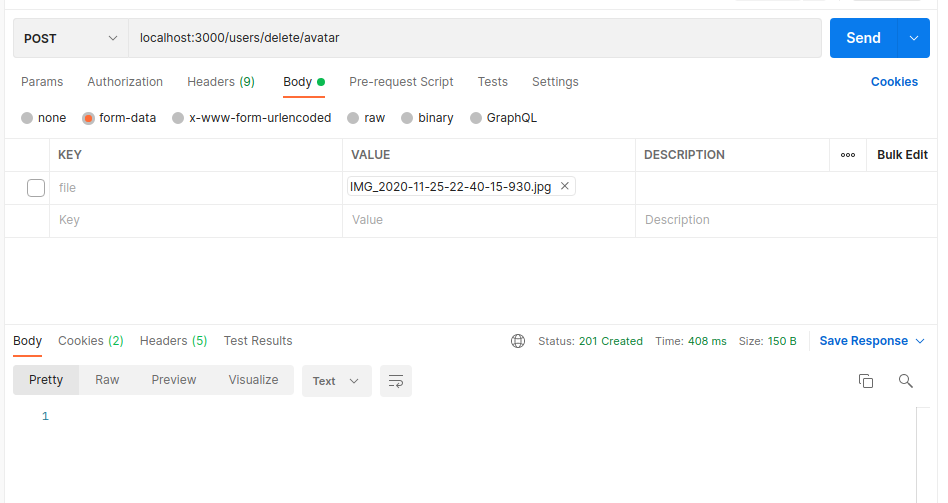 POST localhost:3000/users/delete/avatar Send
Params Authorization Headers (9) Body Pre-request Script Tests Settings Cookies
none form-data x-www-form-urlencoded raw binary GraphQL
KEY VALUE DESCRIPTION ooo Bulk Edit
file IMG_2020-11-25-22-40-15-930.jpg ×
Key Value Description
Body Cookies (2) Headers (5) Test Results Status: 201 Created Time: 408 ms Size: 150 B Save Response
Pretty Raw Preview Visualize Text
1